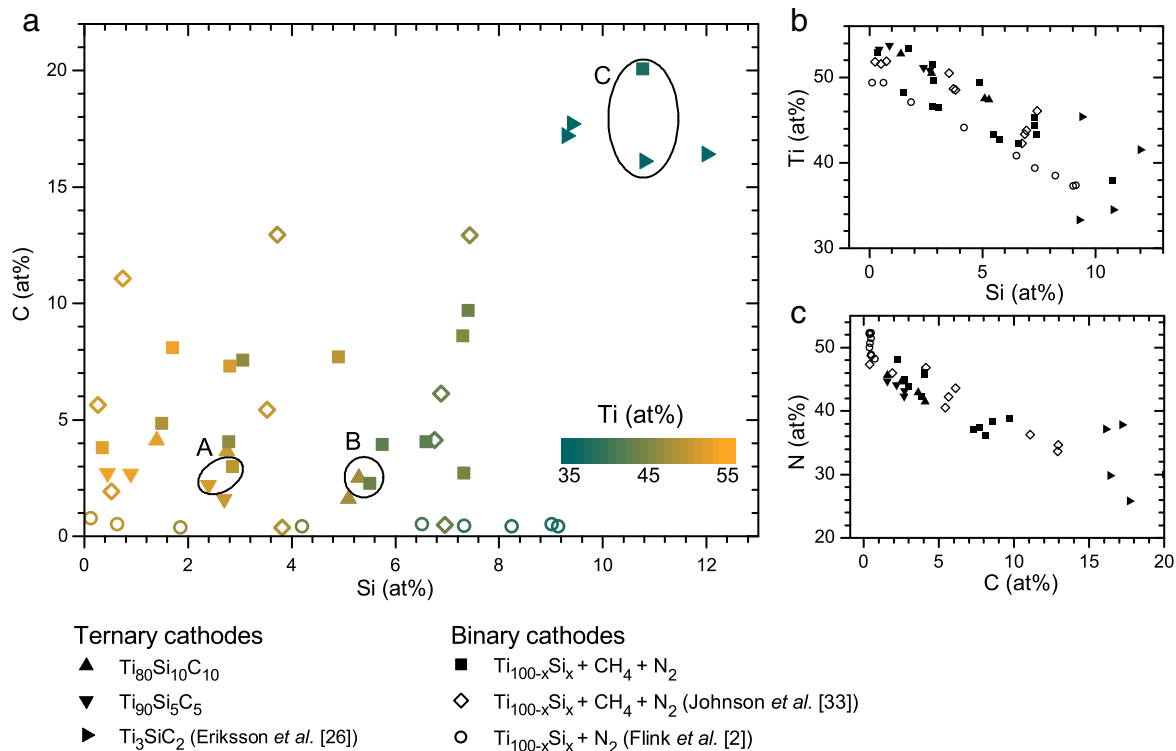 a
C (at%)
20
15
10
5
0
0
2
4
6
8
10
12
Si (at%)
A
B
C
Ti (at%)
35
45
55
b
Ti (at%)
50
40
30
0
5
10
Si (at%)
c
N (at%)
50
40
30
20
0
5
10
15
20
C (at%)
Ternary cathodes
Ti80Si10C10
Ti90Si5C5
Ti3SiC2 (Eriksson et al. [26])
Binary cathodes
Ti100-xSix + CH4 + N2
Ti100-xSix + CH4 + N2 (Johnson et al. [33])
Ti100-xSix + N2 (Flink et al. [2])